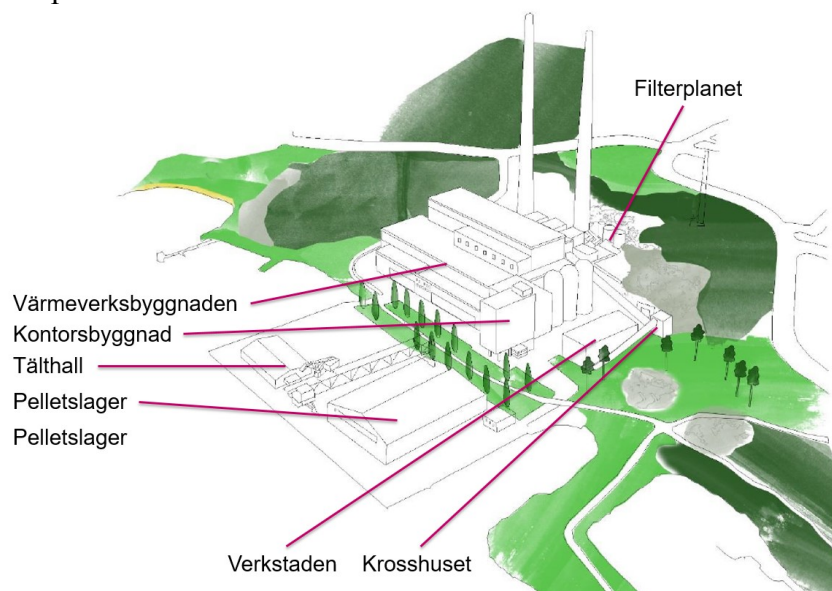 Filterplanet
Värmeverksbyggnaden
Kontorsbyggnad
Tälthall
Pelletslager
Pelletslager
Verkstaden Krosshuset